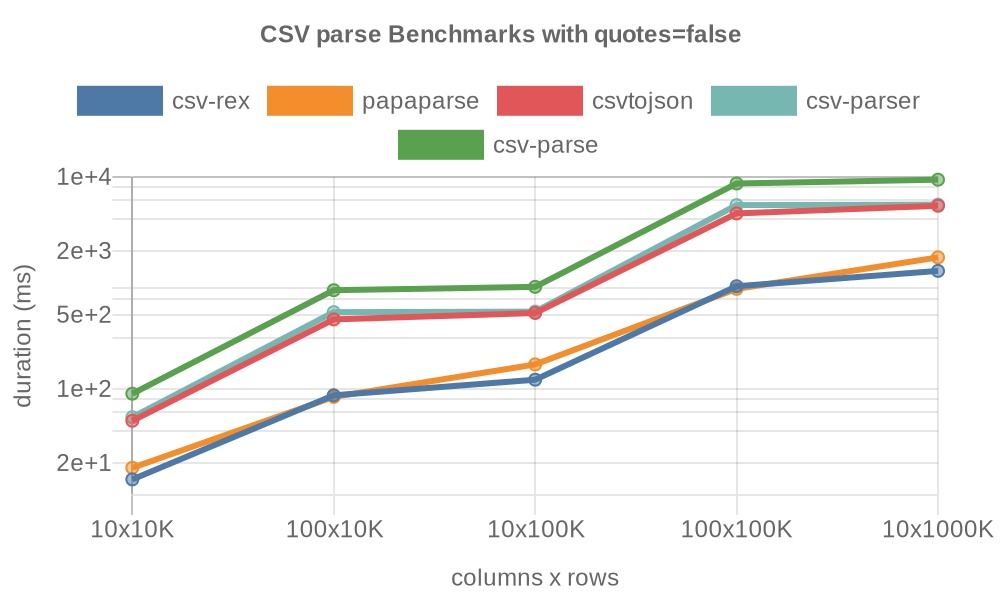 CSV parse Benchmarks with quotes=false
csv-rex papaparse csvtojson csv-parser
csv-parse
1e+4
2e+3
5e+2
1e+2
2e+1
duration (ms)
10x10K 100x10K 10x100K 100x100K 10x1000K
columns x rows